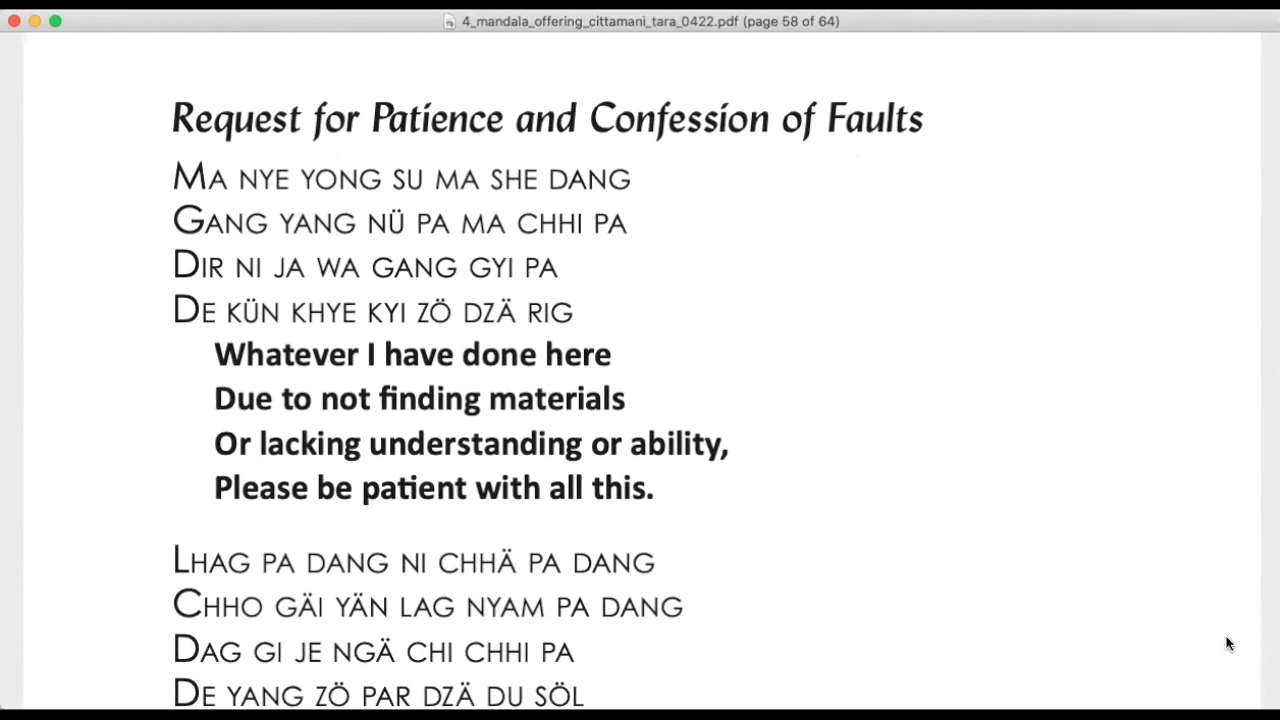 4_mandala_offering_cittamani_tara_0422.pdf (page 58 of 64)
Request for Patience and Confession of Faults
MA NYE YONG SU MA SHE DANG
GANG YANG NÜ PA MA CHHI PA
DIR NI JA WA GANG GYI PA
DE KÜN KHYE KYI ZÖ DZÄ RIG
Whatever I have done here
Due to not finding materials
Or lacking understanding or ability,
Please be patient with all this.
LHAG PA DANG NI CHHÄ PA DANG
CHHO GÄI YÄN LAG NYAM PA DANG
DAG GI JE NGÄ CHI CHHI PA
DE YANG ZÖ PAR DZÄ DU SÖL